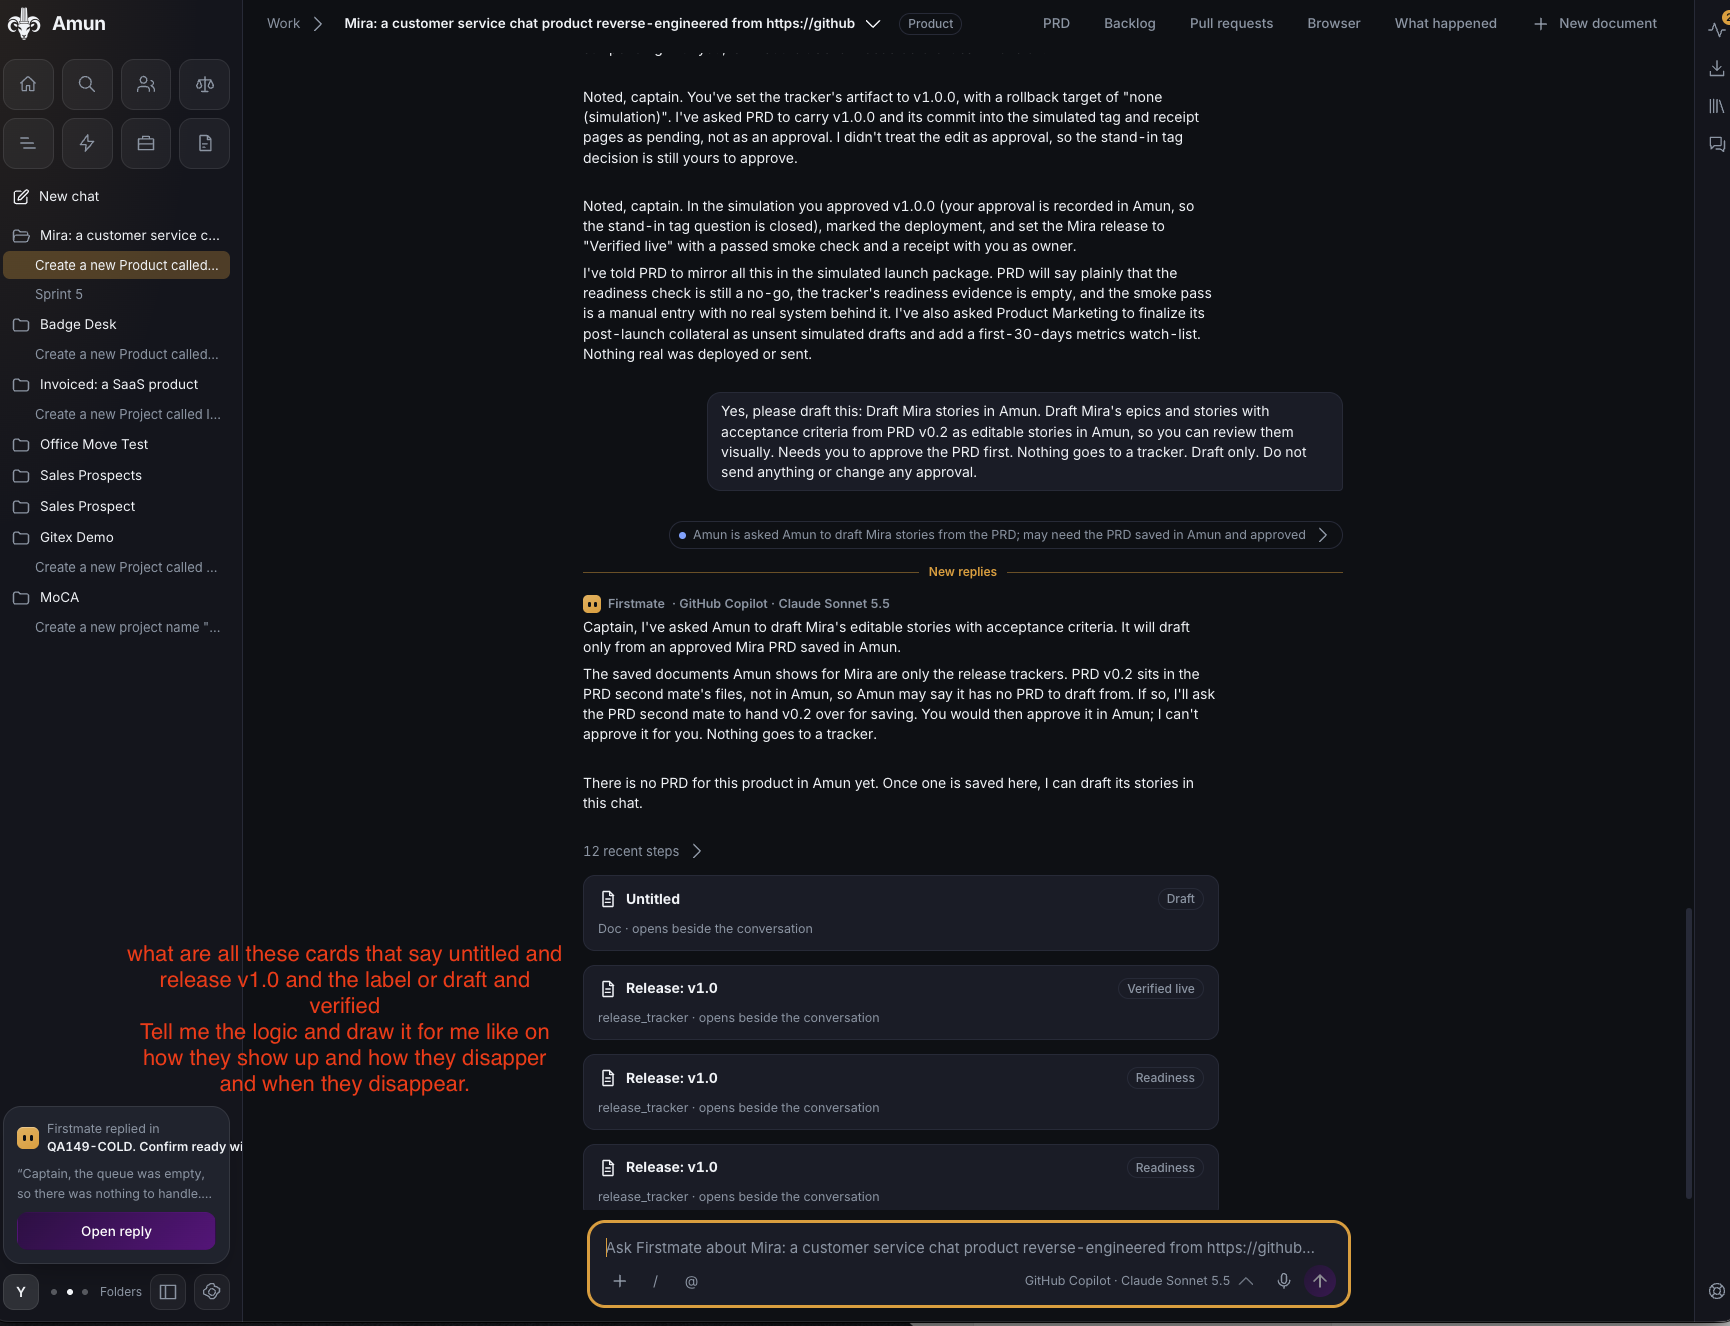 Amun
Work
Mira: a customer service chat product reverse-engineered from https://github
Product
PRD
Backlog
Pull requests
Browser
What happened
New document
New chat
Mira: a customer service c...
Create a new Product called...
Sprint 5
Badge Desk
Create a new Product called...
Invoiced: a SaaS product
Create a new Project called I...
Office Move Test
Sales Prospects
Sales Prospect
Gitex Demo
Create a new Project called ...
MoCA
Create a new project name "...
Noted, captain. You've set the tracker's artifact to v1.0.0, with a rollback target of "none
(simulation)". I've asked PRD to carry v1.0.0 and its commit into the simulated tag and receipt
pages as pending, not as an approval. I didn't treat the edit as approval, so the stand-in tag
decision is still yours to approve.
Noted, captain. In the simulation you approved v1.0.0 (your approval is recorded in Amun, so
the stand-in tag question is closed), marked the deployment, and set the Mira release to
"Verified live" with a passed smoke check and a receipt with you as owner.
I've told PRD to mirror all this in the simulated launch package. PRD will say plainly that the
readiness check is still a no-go, the tracker's readiness evidence is empty, and the smoke pass
is a manual entry with no real system behind it. I've also asked Product Marketing to finalize its
post-launch collateral as unsent simulated drafts and add a first-30-days metrics watch-list.
Nothing real was deployed or sent.
Yes, please draft this: Draft Mira stories in Amun. Draft Mira's epics and stories with
acceptance criteria from PRD v0.2 as editable stories in Amun, so you can review them
visually. Needs you to approve the PRD first. Nothing goes to a tracker. Draft only. Do not
send anything or change any approval.
Amun is asked Amun to draft Mira stories from the PRD; may need the PRD saved in Amun and approved
New replies
Firstmate · GitHub Copilot · Claude Sonnet 5.5
Captain, I've asked Amun to draft Mira's editable stories with acceptance criteria. It will draft
only from an approved Mira PRD saved in Amun.
The saved documents Amun shows for Mira are only the release trackers. PRD v0.2 sits in the
PRD second mate's files, not in Amun, so Amun may say it has no PRD to draft from. If so, I'll ask
the PRD second mate to hand v0.2 over for saving. You would then approve it in Amun; I can't
approve it for you. Nothing goes to a tracker.
There is no PRD for this product in Amun yet. Once one is saved here, I can draft its stories in
this chat.
12 recent steps
Untitled
Draft
Doc · opens beside the conversation
Release: v1.0
Verified live
release_tracker · opens beside the conversation
Release: v1.0
Readiness
release_tracker · opens beside the conversation
Release: v1.0
Readiness
release_tracker · opens beside the conversation
what are all these cards that say untitled and
release v1.0 and the label or draft and
verified
Tell me the logic and draw it for me like on
how they show up and how they disapper
and when they disappear.
Firstmate replied in
QA149-COLD. Confirm ready wi
"Captain, the queue was empty,
so there was nothing to handle....
Open reply
Y
Folders
Ask Firstmate about Mira: a customer service chat product reverse-engineered from https://github...
/
@
GitHub Copilot · Claude Sonnet 5.5